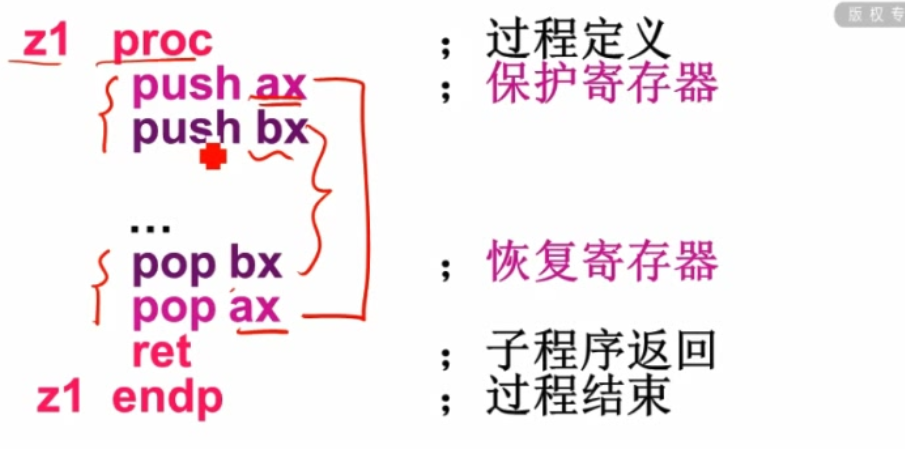 版权专
z1 proc ; 过程定义
push ax ; 保护寄存器
push bx
...
pop bx ; 恢复寄存器
pop ax
ret ; 子程序返回
z1 endp ; 过程结束